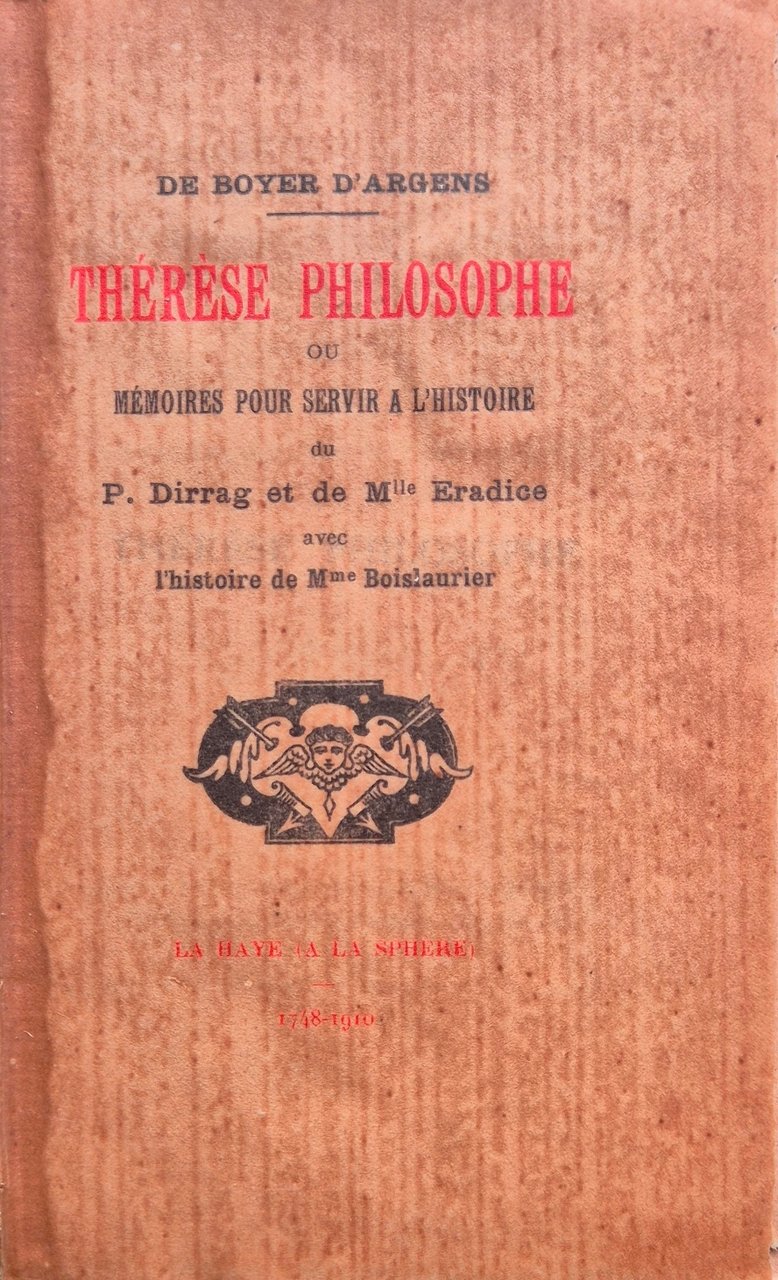 DE BOYER D'ARGENS
THÉRÈSE PHILOSOPHE
OU
MÉMOIRES POUR SERVIR A L'HISTOIRE
du
P. Dirrag et de Mlle Eradice
avec
l'histoire de Mme Boislaurier
LA HAYE (A LA SPHERE)
1748-1910